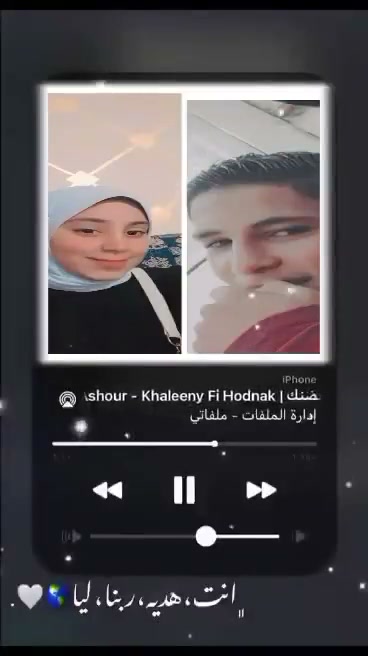 iPhone
shour - Khaleeny Fi Hodnak | ضنك
إدارة الملفات - ملفاتي
انت، هديه، ربنا، ليا🌎🤍.